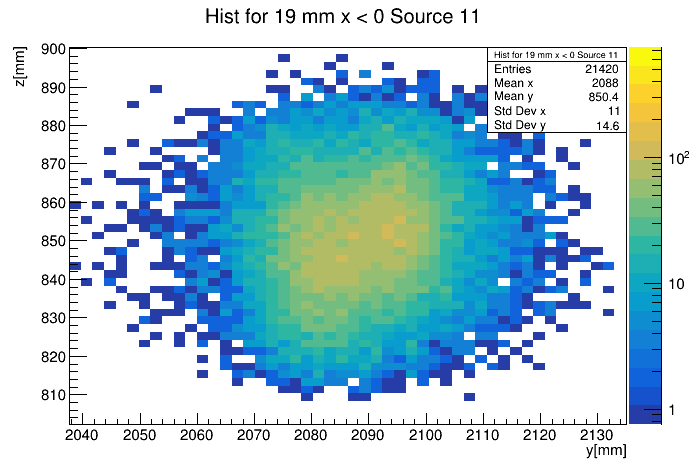 Hist for 19 mm x < 0 Source 11
z[mm]
900
890
880
870
860
850
840
830
820
810
Hist for 19 mm x < 0 Source 11
Entries 21420
Mean x 2088
Mean y 850.4
Std Dev x 11
Std Dev y 14.6
10²
10
1
2040 2050 2060 2070 2080 2090 2100 2110 2120 2130
y[mm]